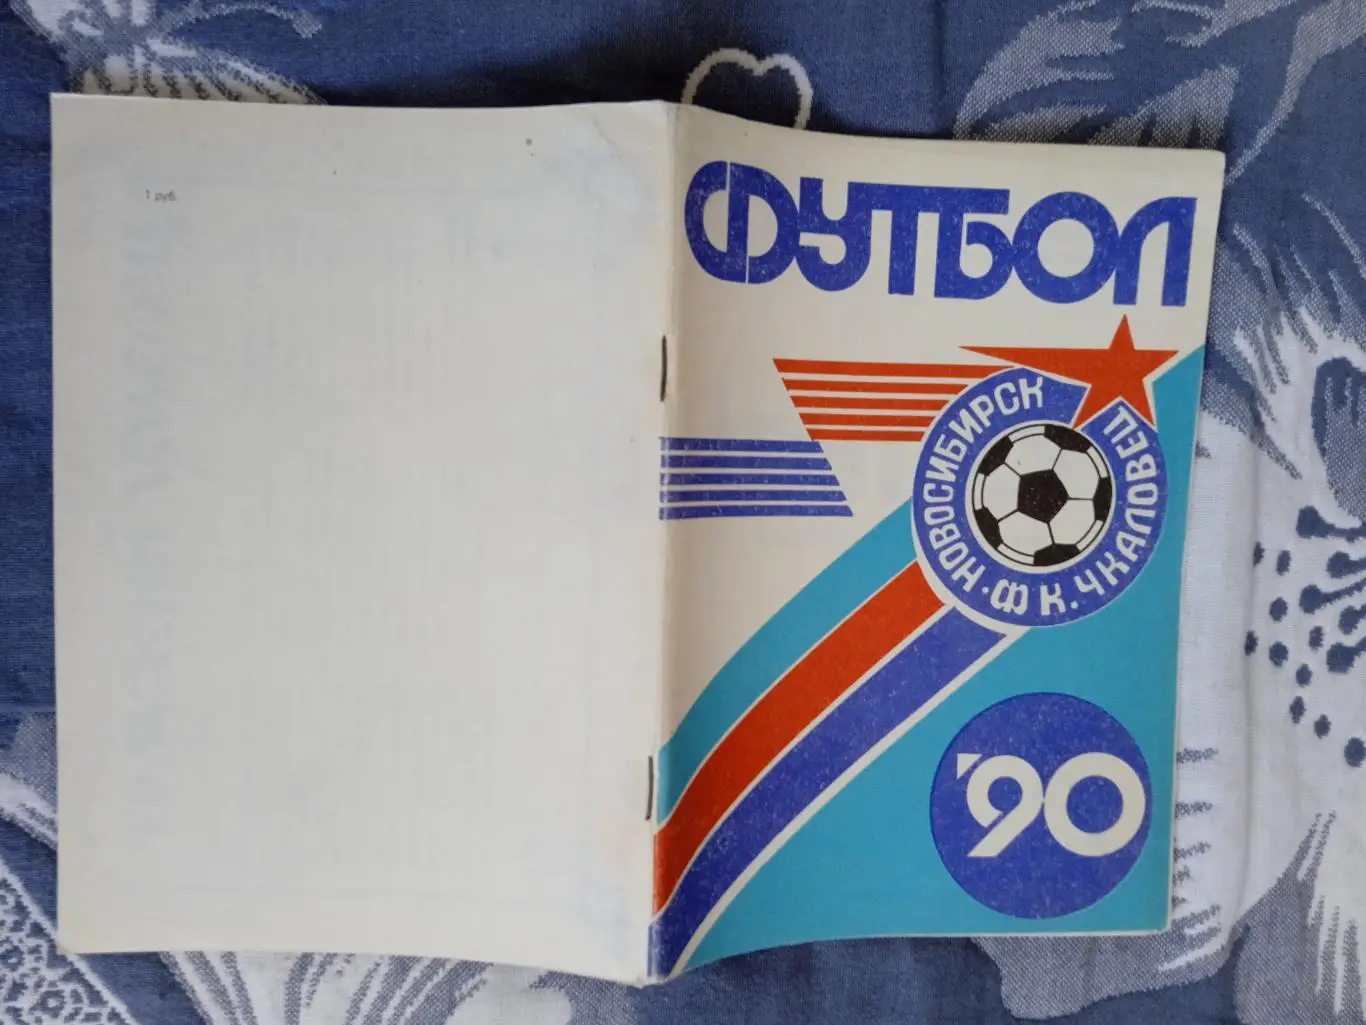 1 руб.
ФУТБОЛ
НОВОСИБИРСК · Ф К . ЧКАЛОВЕЦ
'90